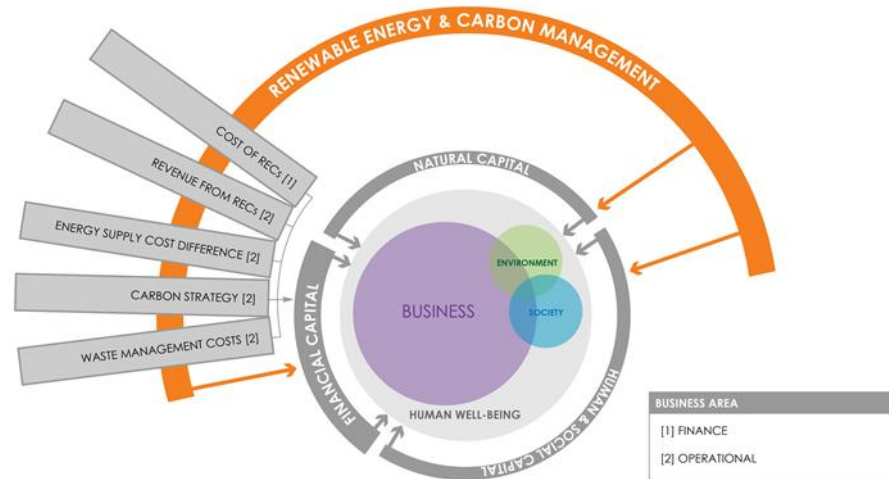 RENEWABLE ENERGY & CARBON MANAGEMENT
COST OF RECs [1]
REVENUE FROM RECs [2]
ENERGY SUPPLY COST DIFFERENCE [2]
CARBON STRATEGY [2]
WASTE MANAGEMENT COSTS [2]
NATURAL CAPITAL
FINANCIAL CAPITAL
HUMAN & SOCIAL CAPITAL
ENVIRONMENT
BUSINESS
SOCIETY
HUMAN WELL-BEING
BUSINESS AREA
[1] FINANCE
[2] OPERATIONAL